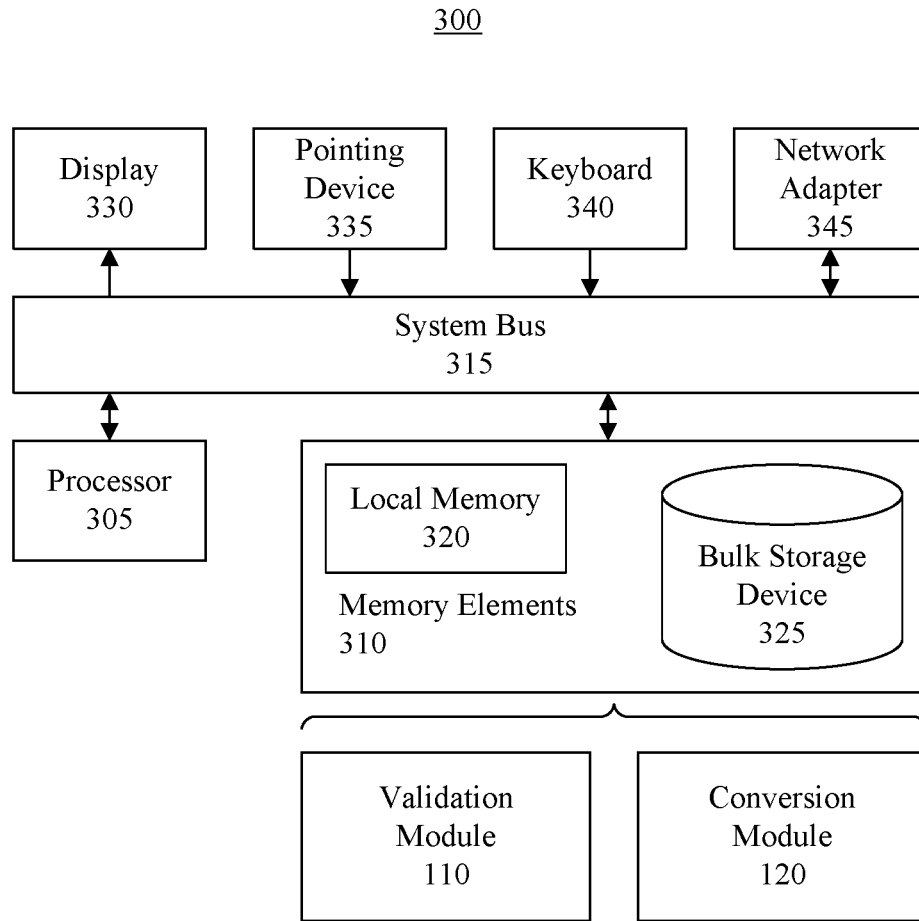 300
Display
330
Pointing
Device
335
Keyboard
340
Network
Adapter
345
System Bus
315
Processor
305
Local Memory
320
Memory Elements
310
Bulk Storage
Device
325
Validation
Module
110
Conversion
Module
120